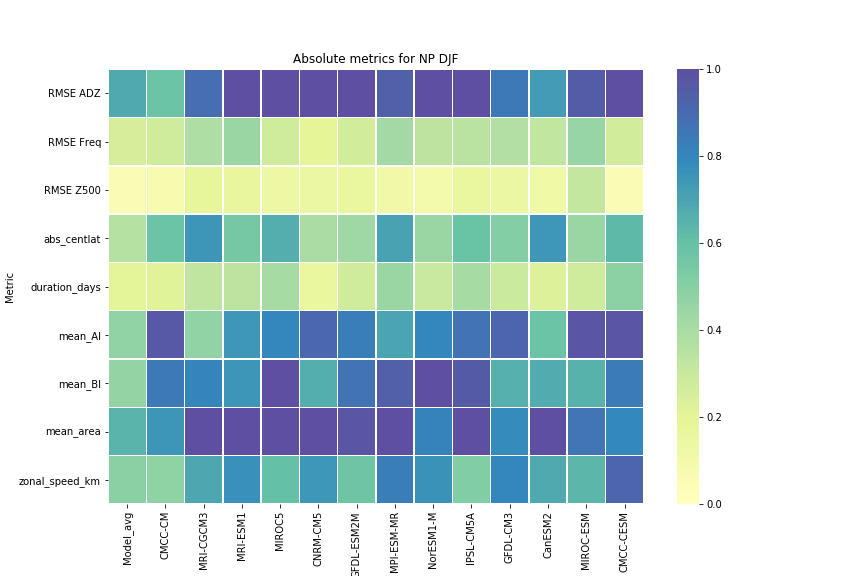 Absolute metrics for NP DJF
Metric
RMSE ADZ
RMSE Freq
RMSE Z500
abs_centlat
duration_days
mean_AI
mean_BI
mean_area
zonal_speed_km
Model_avg
CMCC-CM
MRI-CGCM3
MRI-ESM1
MIROC5
CNRM-CM5
GFDL-ESM2M
MPI-ESM-MR
NorESM1-M
IPSL-CM5A
GFDL-CM3
CanESM2
MIROC-ESM
CMCC-CESM
1.0
0.8
0.6
0.4
0.2
0.0